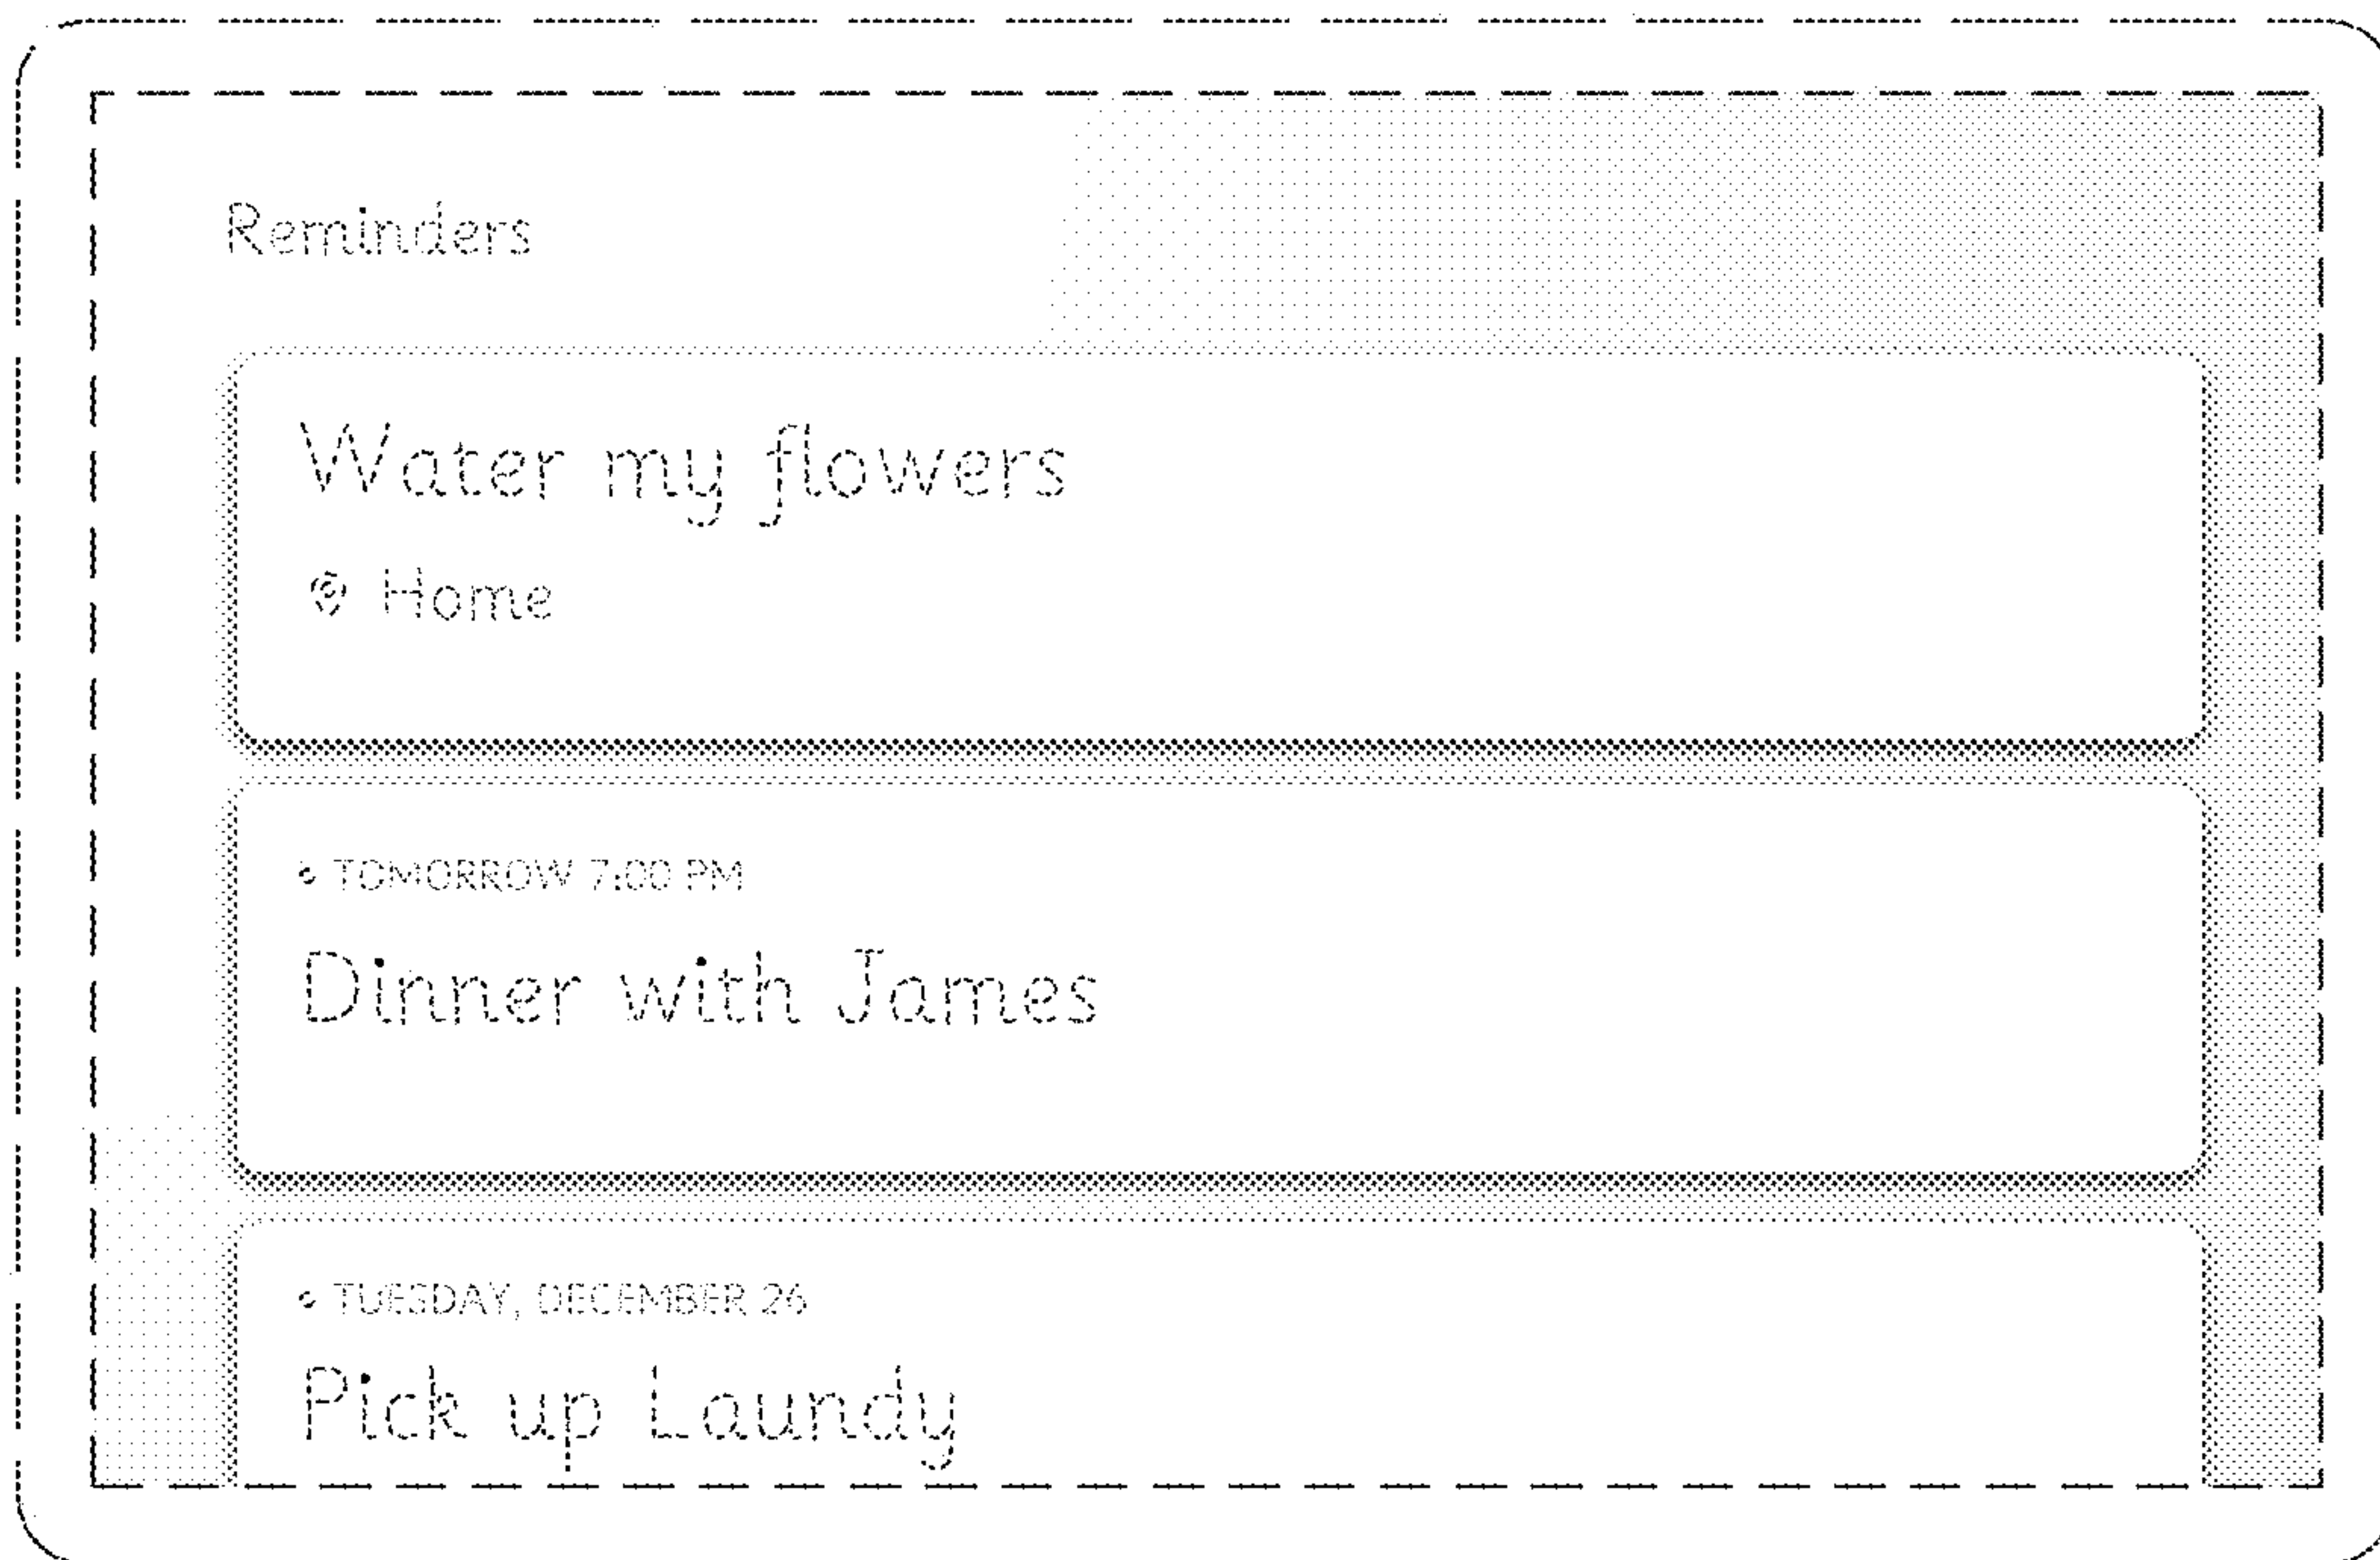 Reminders
Water my flowers
Home
TOMORROW 7:00 PM
Dinner with James
TUESDAY, DECEMBER 26
Pick up Laundy